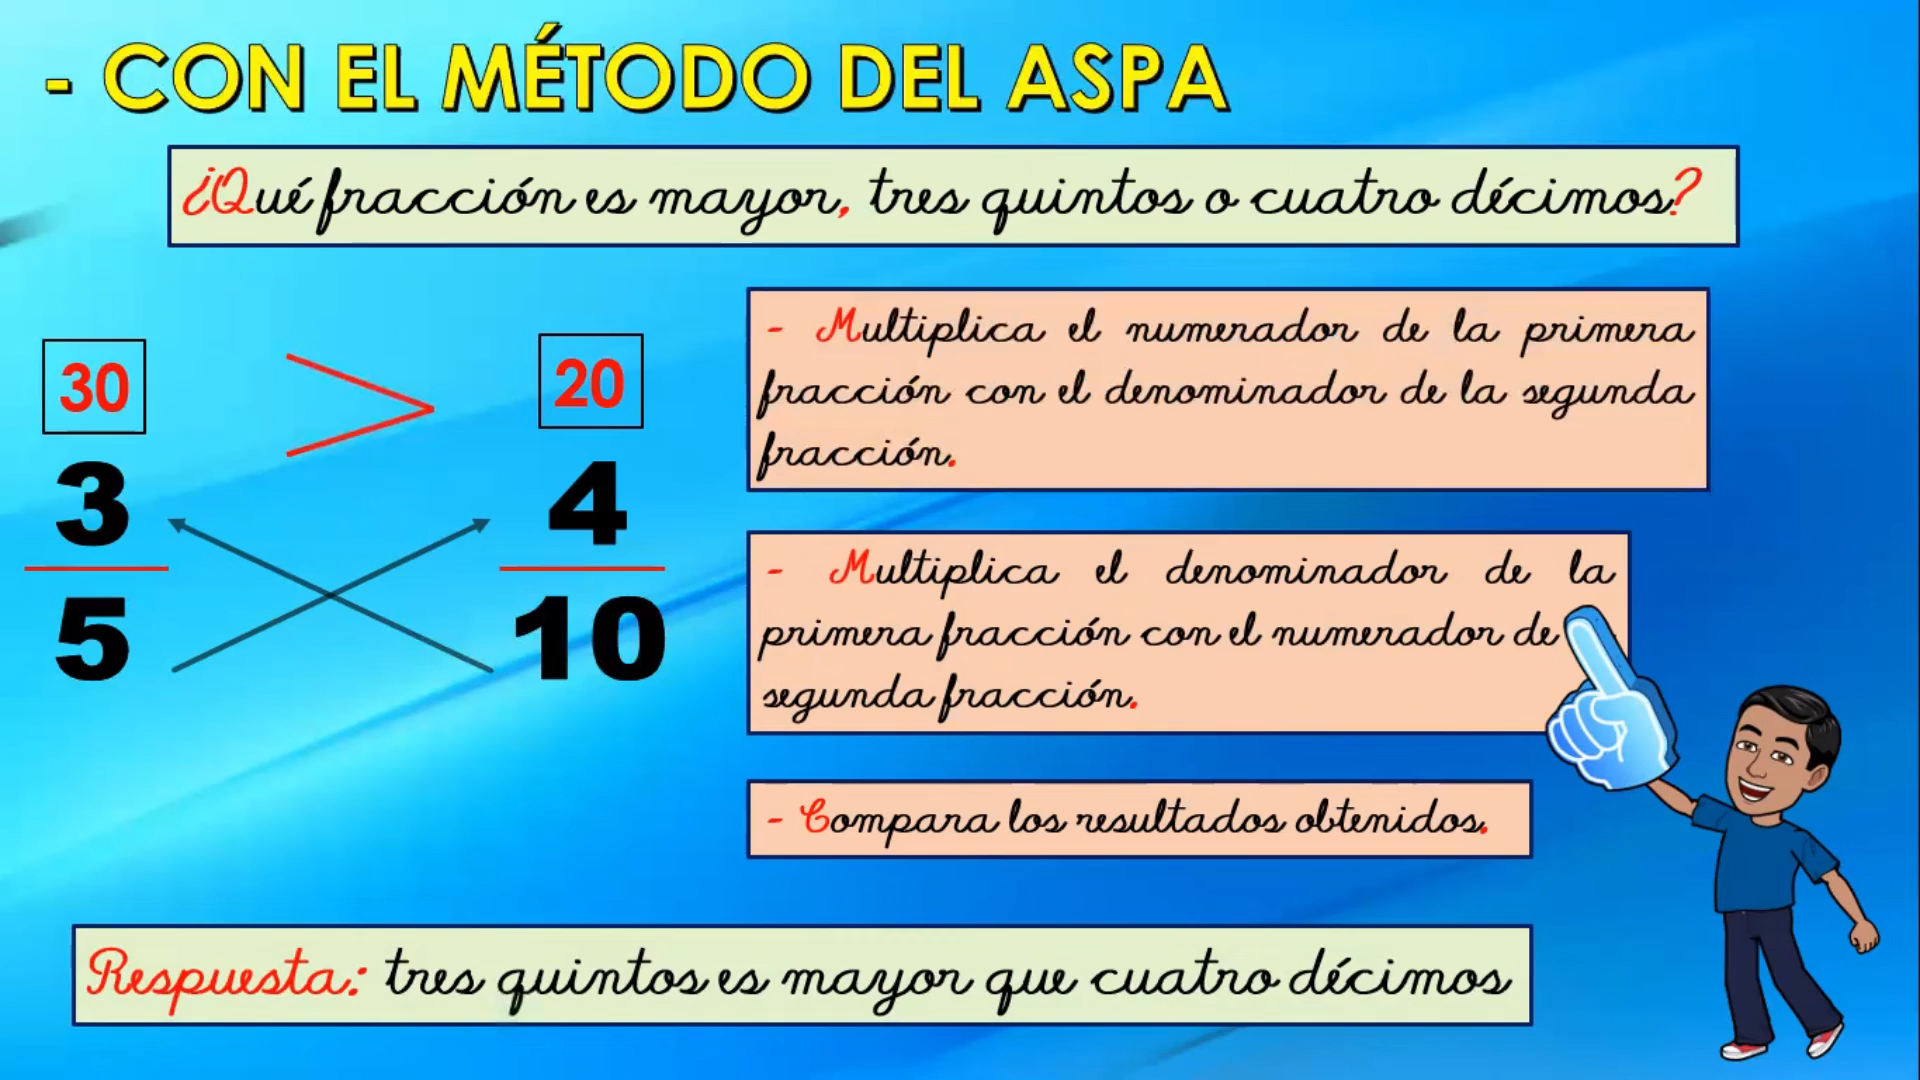 - CON EL MÉTODO DEL ASPA
¿Qué fracción es mayor, tres quintos o cuatro décimos?
30 > 20
3 4
5 10
- Multiplica el numerador de la primera
fracción con el denominador de la segunda
fracción.
- Multiplica el denominador de la
primera fracción con el numerador de
segunda fracción.
- Compara los resultados obtenidos.
Respuesta: tres quintos es mayor que cuatro décimos